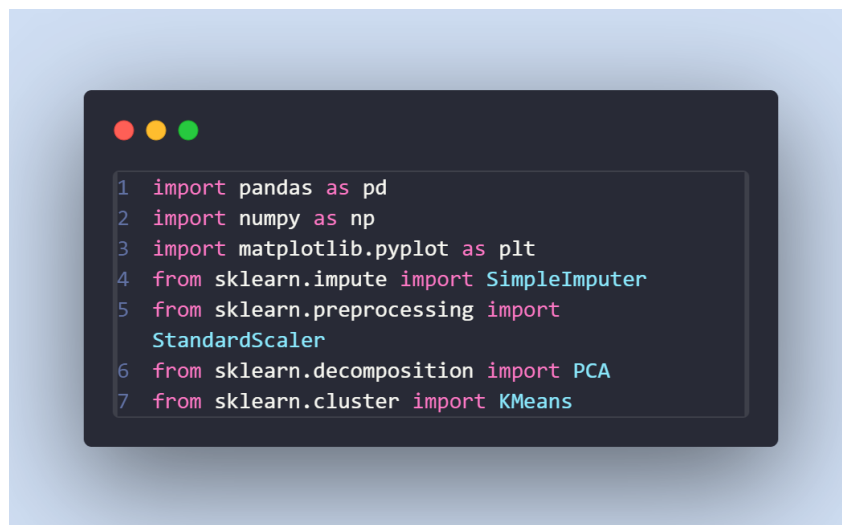 1 import pandas as pd
2 import numpy as np
3 import matplotlib.pyplot as plt
4 from sklearn.impute import SimpleImputer
5 from sklearn.preprocessing import
StandardScaler
6 from sklearn.decomposition import PCA
7 from sklearn.cluster import KMeans